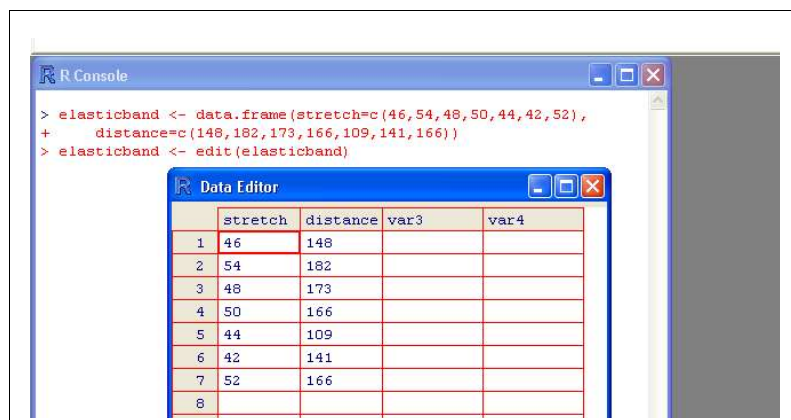 R R Console
> elasticband <- data.frame(stretch=c(46,54,48,50,44,42,52),
+     distance=c(148,182,173,166,109,141,166))
> elasticband <- edit(elasticband)
R Data Editor
stretch distance var3 var4
1 46 148
2 54 182
3 48 173
4 50 166
5 44 109
6 42 141
7 52 166
8